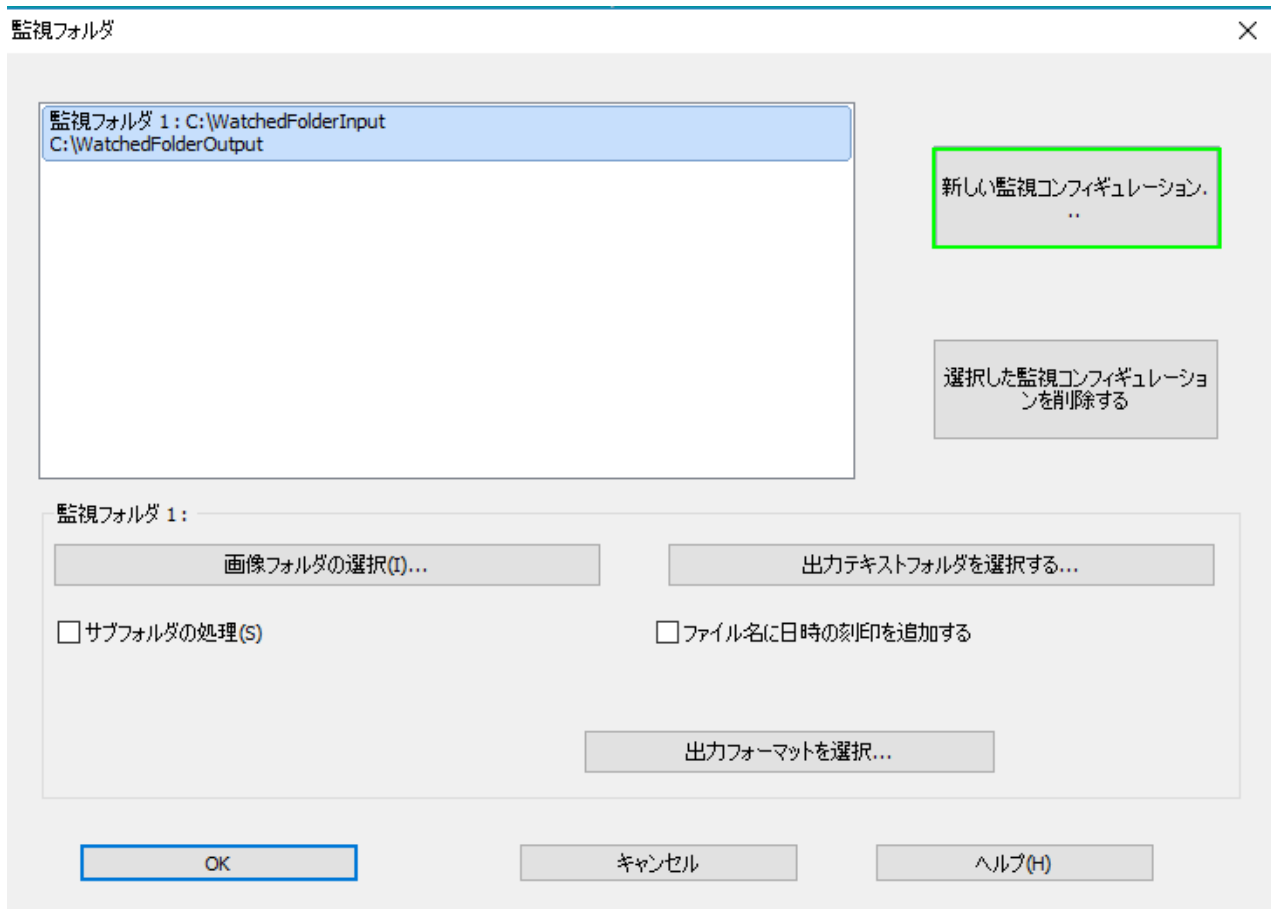 監視フォルダ
監視フォルダ 1 : C:\WatchedFolderInput
C:\WatchedFolderOutput
新しい監視コンフィギュレーション.
..
選択した監視コンフィギュレーショ
ンを削除する
監視フォルダ 1 :
画像フォルダの選択(I)...
出力テキストフォルダを選択する...
サブフォルダの処理(S)
ファイル名に日時の刻印を追加する
出力フォーマットを選択...
OK
キャンセル
ヘルプ(H)